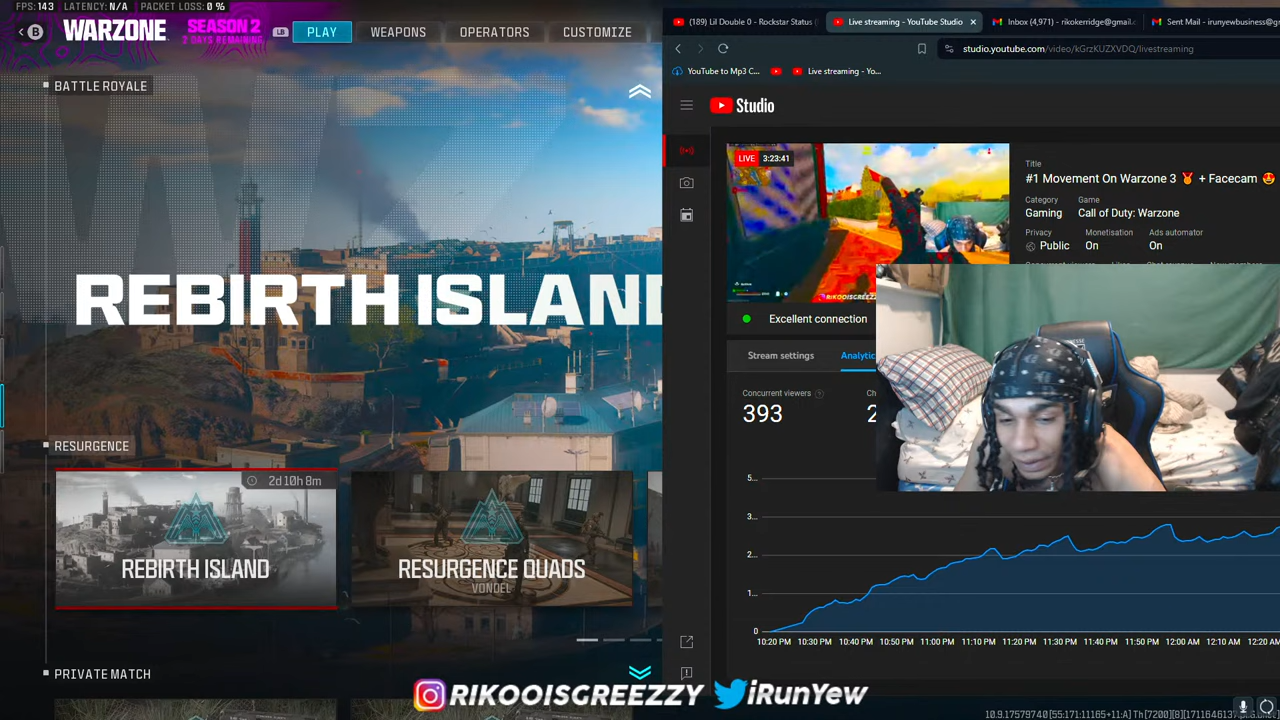 FPS: 143 LATENCY: N/A PACKET LOSS: 0 %
B WARZONE SEASON 2 LB PLAY WEAPONS OPERATORS CUSTOMIZE
2 DAYS REMAINING
BATTLE ROYALE
REBIRTH ISLAN
RESURGENCE
2d 10h 8m
REBIRTH ISLAND
RESURGENCE QUADS
VONDEL
PRIVATE MATCH
(189) Lil Double 0 - Rockstar Status ( Live streaming - YouTube Studio Inbox (4,971) - rikokerridge@gmail. Sent Mail - irunyewbusiness@g
studio.youtube.com/video/kGrzKUZXVDQ/livestreaming
YouTube to Mp3 C... Live streaming - Yo...
Studio
LIVE 3:23:41
Title
#1 Movement On Warzone 3 🏅 + Facecam 😍
Category Game
Gaming Call of Duty: Warzone
Privacy Monetisation Ads automator
Public On On
RIKOOISGREEZZ
Excellent connection
Stream settings Analytic
Concurrent viewers
393 2
5...
3...
2...
1...
0
10:20 PM 10:30 PM 10:40 PM 10:50 PM 11:00 PM 11:10 PM 11:20 PM 11:30 PM 11:40 PM 11:50 PM 12:00 AM 12:10 AM 12:20 AM
RIKOOISGREEZZY iRunYew